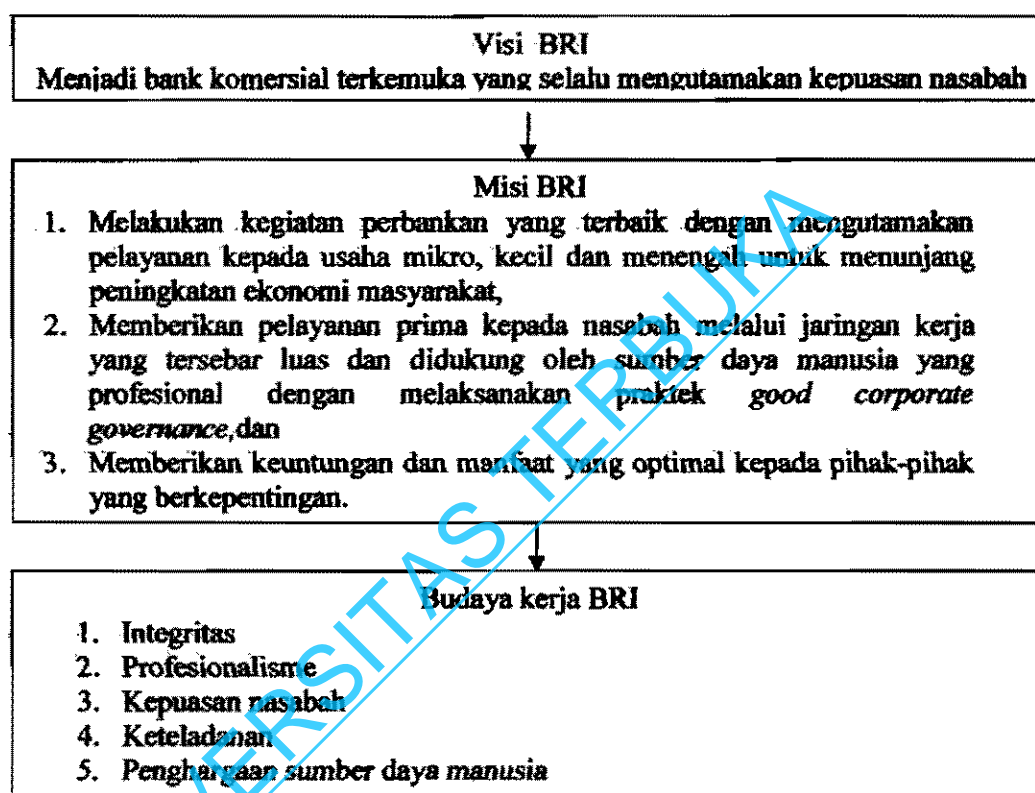 Visi BRI
Menjadi bank komersial terkemuka yang selalu mengutamakan kepuasan nasabah
Misi BRI
1. Melakukan kegiatan perbankan yang terbaik dengan mengutamakan
pelayanan kepada usaha mikro, kecil dan menengah untuk menunjang
peningkatan ekonomi masyarakat,
2. Memberikan pelayanan prima kepada nasabah melalui jaringan kerja
yang tersebar luas dan didukung oleh sumber daya manusia yang
profesional dengan melaksanakan praktek good corporate
governance,dan
3. Memberikan keuntungan dan manfaat yang optimal kepada pihak-pihak
yang berkepentingan.
Budaya kerja BRI
1. Integritas
2. Profesionalisme
3. Kepuasan nasabah
4. Keteladanan
5. Penghargaan sumber daya manusia
VERSITAS TERBUKA